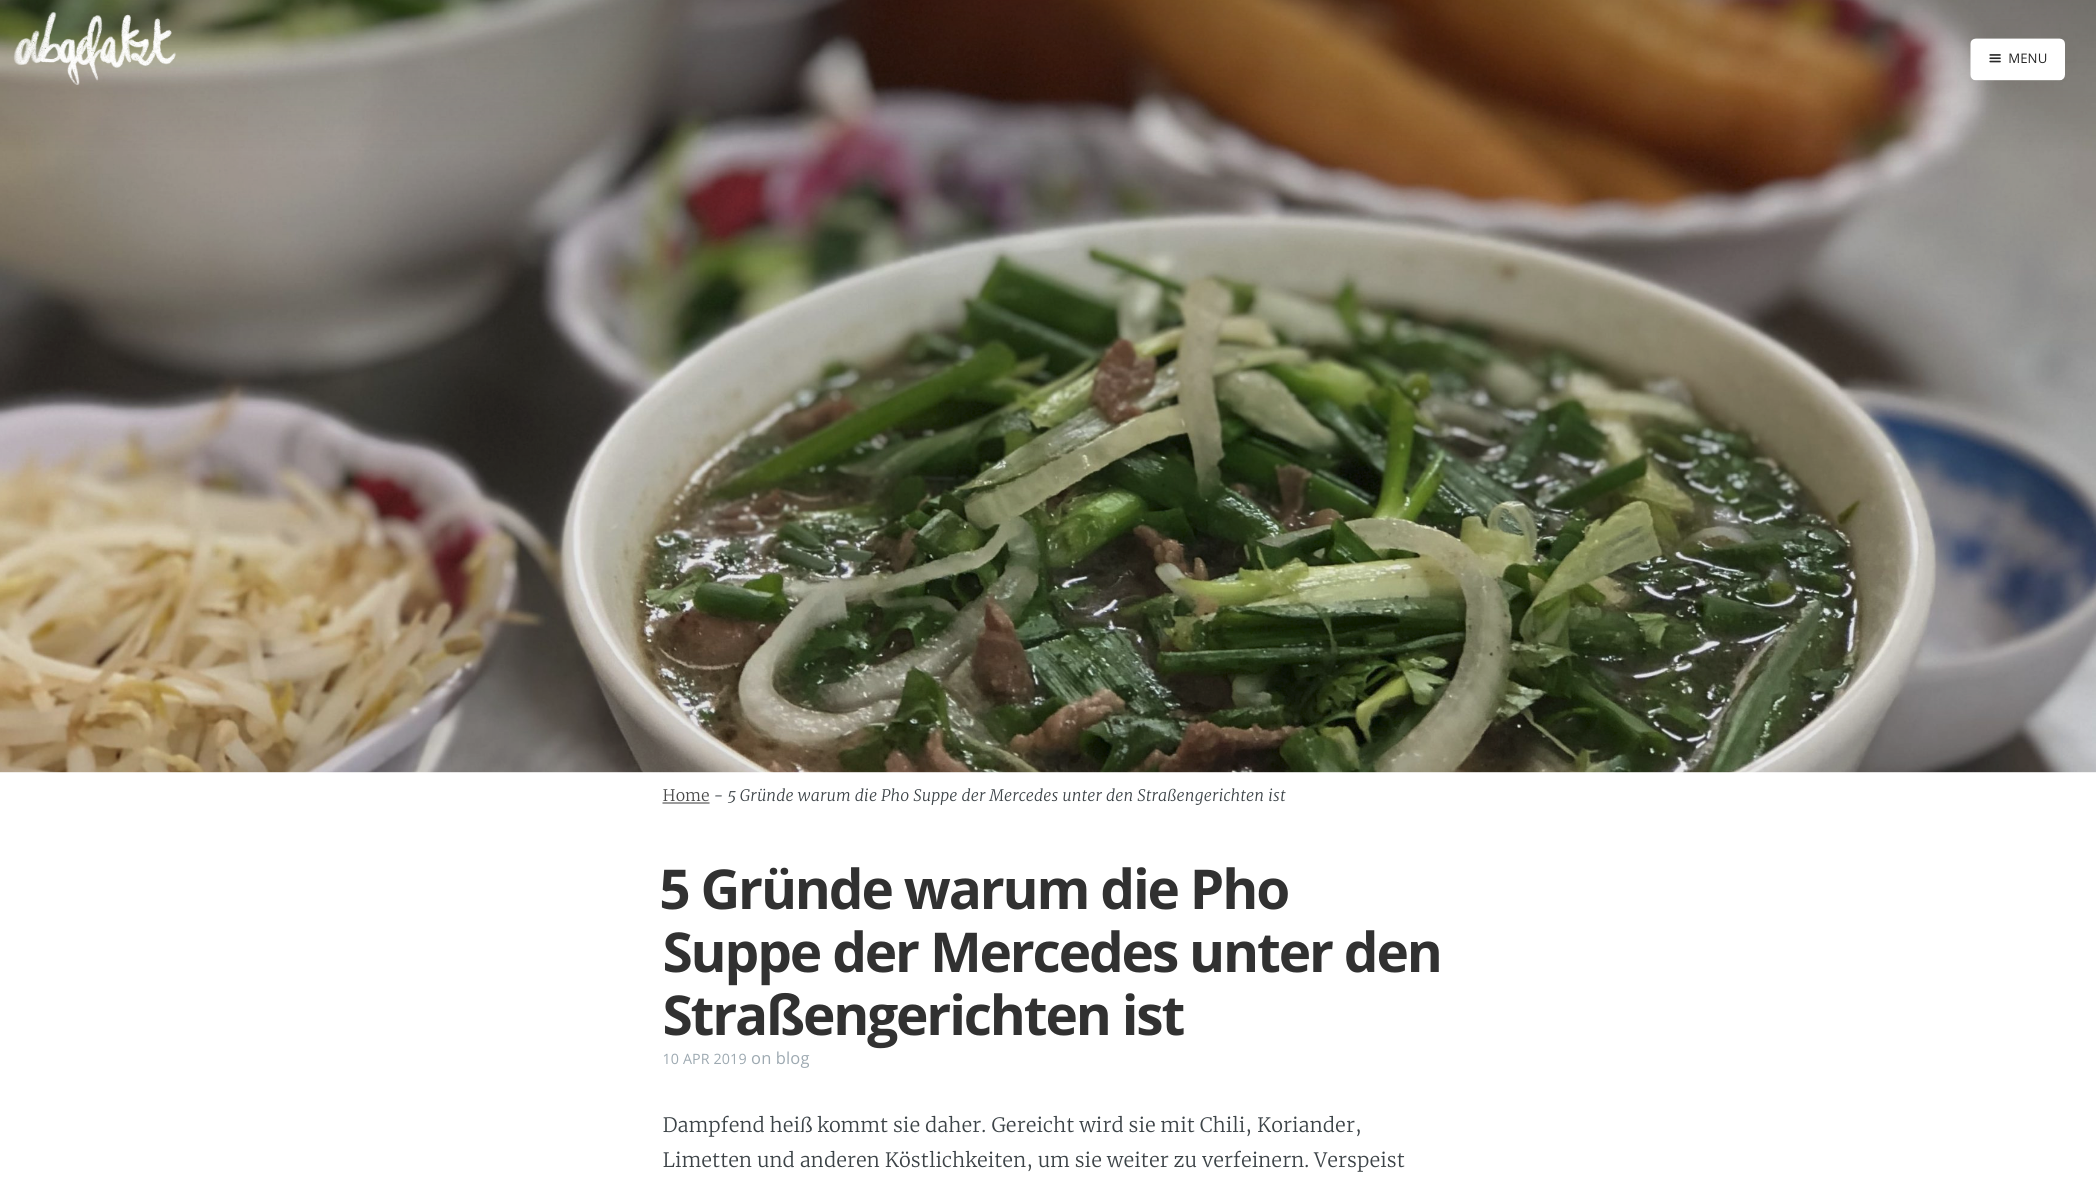 abgefatzt
MENU
Home - 5 Gründe warum die Pho Suppe der Mercedes unter den Straßengerichten ist
5 Gründe warum die Pho
Suppe der Mercedes unter den
Straßengerichten ist
10 APR 2019 on blog
Dampfend heiß kommt sie daher. Gereicht wird sie mit Chili, Koriander,
Limetten und anderen Köstlichkeiten, um sie weiter zu verfeinern. Verspeist